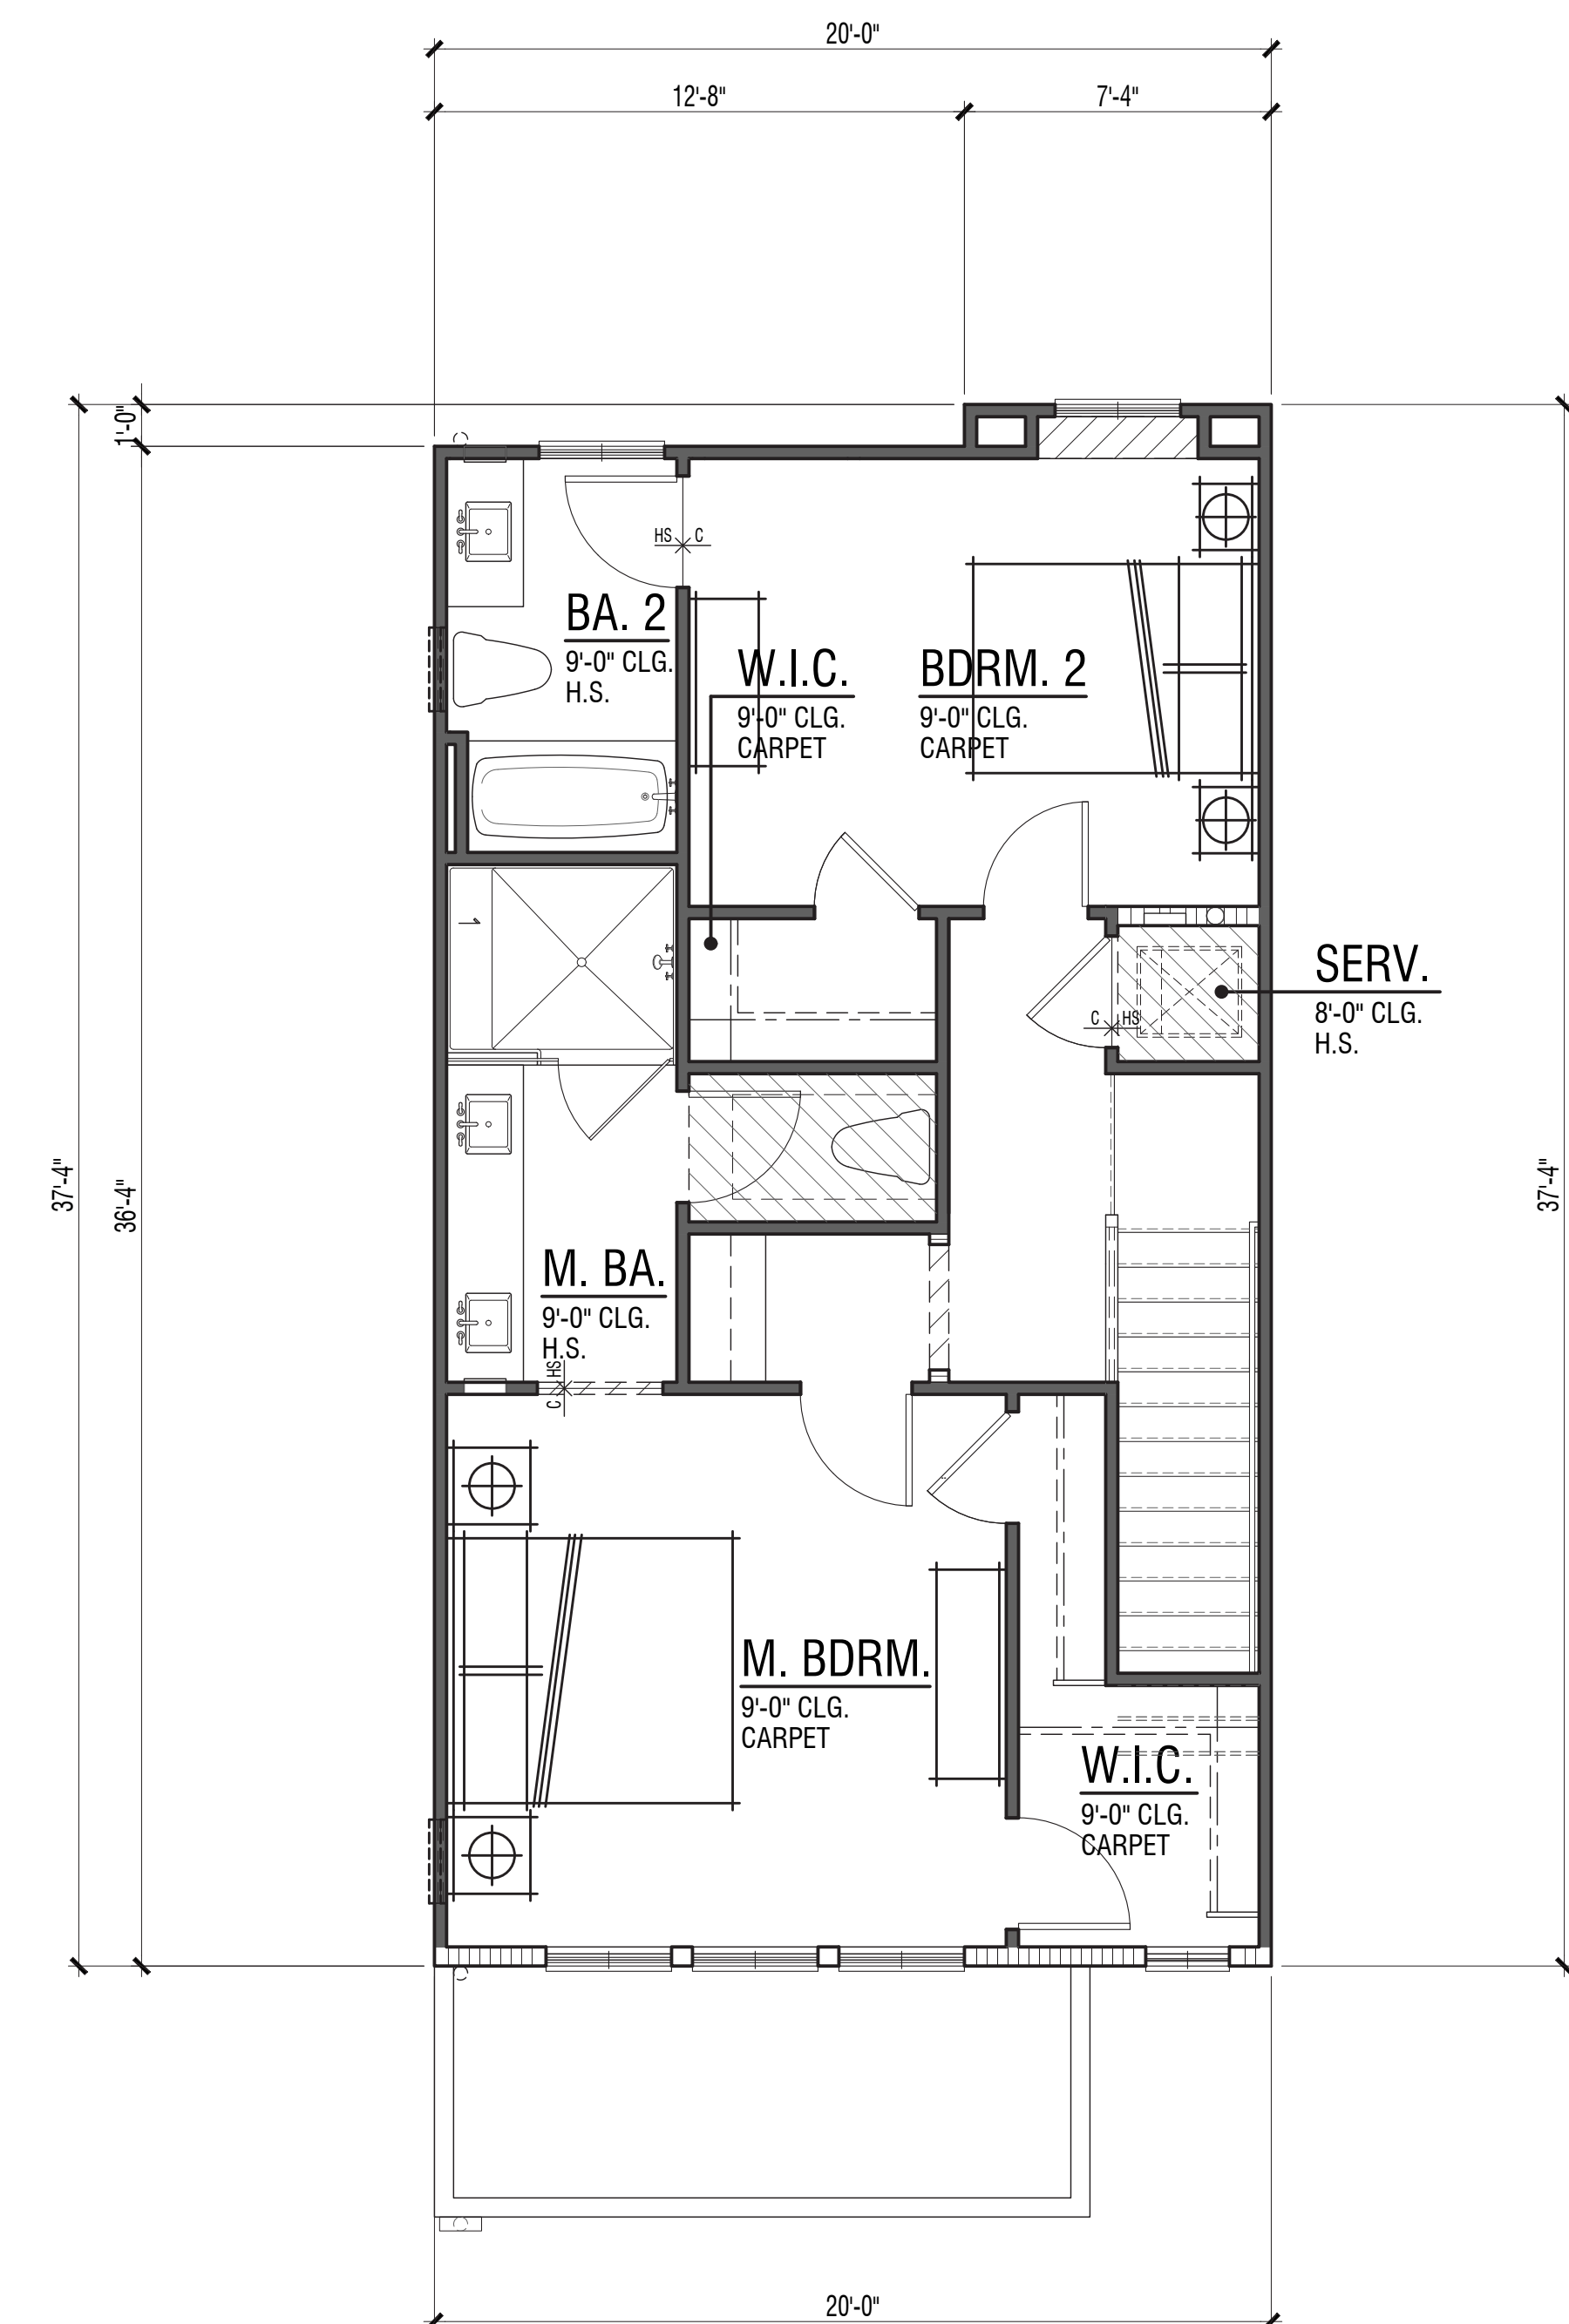 20'-0"
12'-8"
7'-4"
1'-0"
HS C
BA. 2
9'-0" CLG.
H.S.
W.I.C.
9'-0" CLG.
CARPET
BDRM. 2
9'-0" CLG.
CARPET
1
SERV.
8'-0" CLG.
H.S.
C HS
37'-4"
36'-4"
37'-4"
M. BA.
9'-0" CLG.
H.S.
C HS
M. BDRM.
9'-0" CLG.
CARPET
W.I.C.
9'-0" CLG.
CARPET
20'-0"